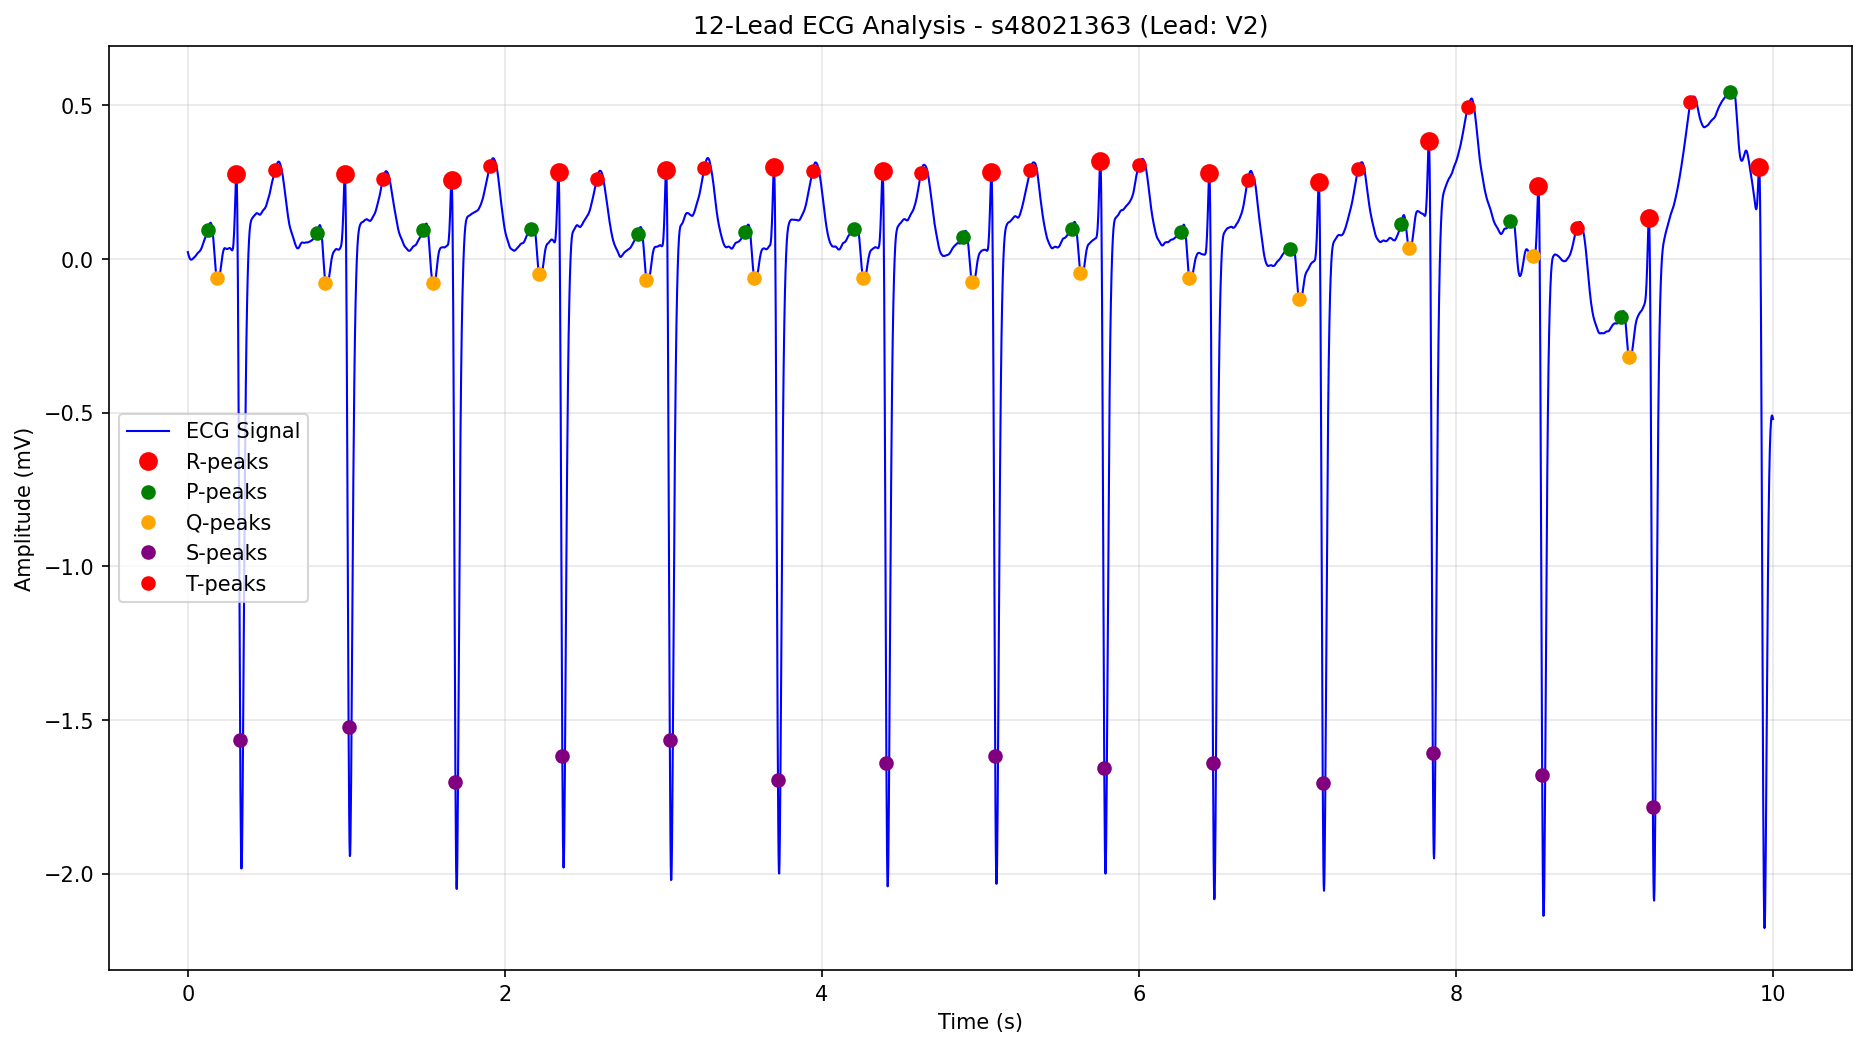 12-Lead ECG Analysis - s48021363 (Lead: V2)
0.5
0.0
−0.5
−1.0
−1.5
−2.0
Amplitude (mV)
ECG Signal
R-peaks
P-peaks
Q-peaks
S-peaks
T-peaks
0 2 4 6 8 10
Time (s)